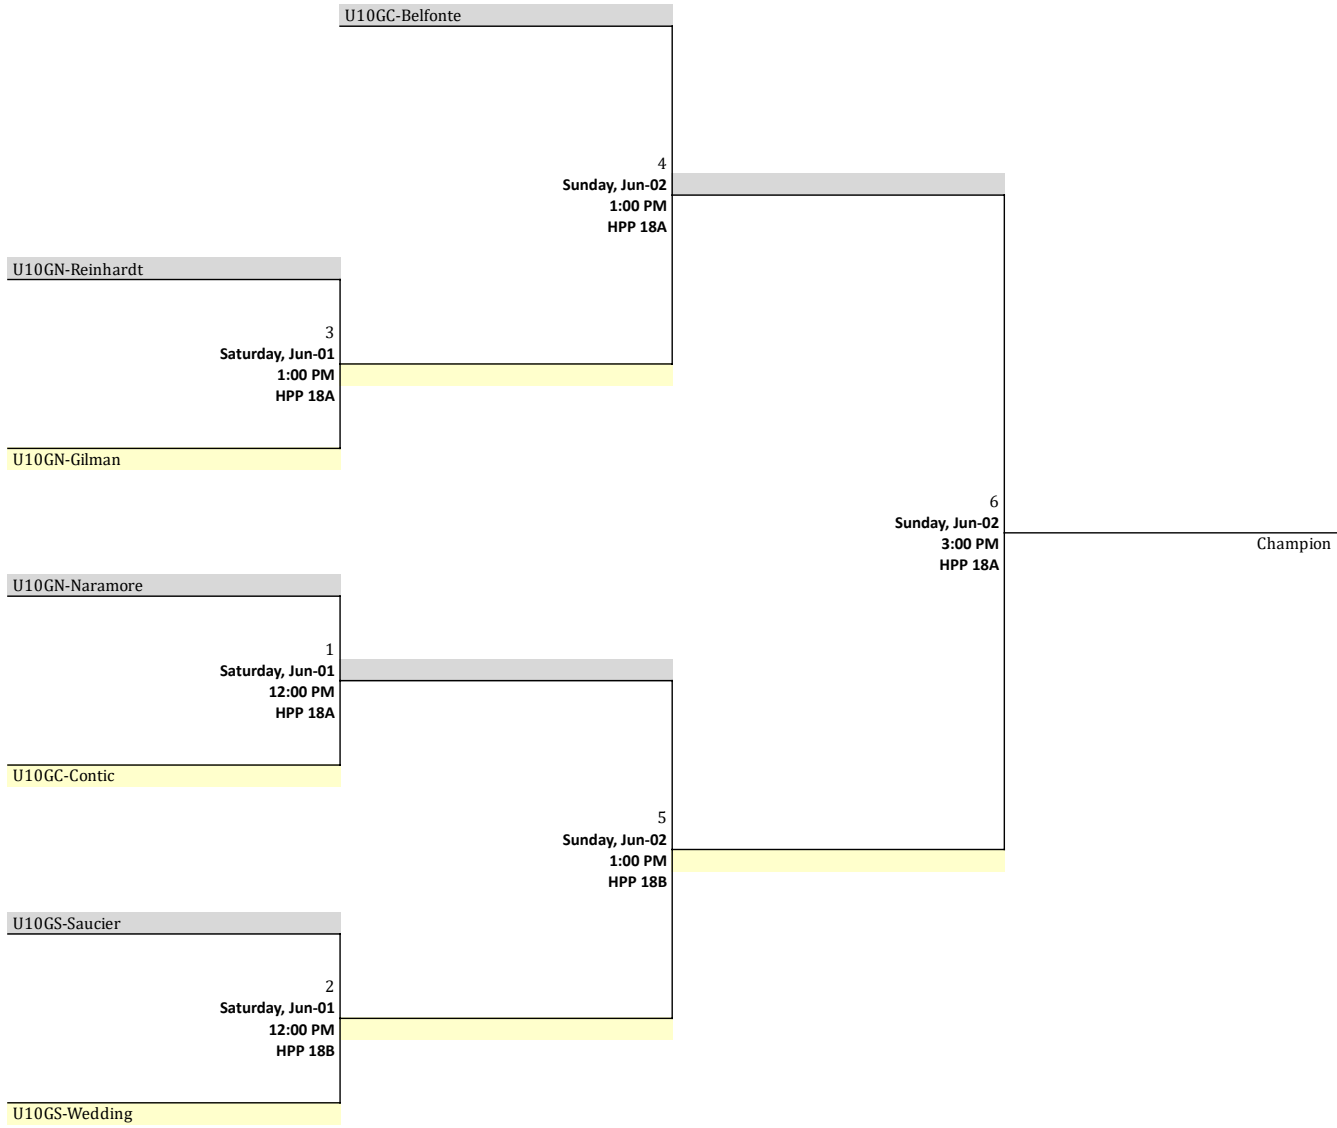 U10GC-Belfonte
4
Sunday, Jun-02
1:00 PM
HPP 18A
U10GN-Reinhardt
3
Saturday, Jun-01
1:00 PM
HPP 18A
U10GN-Gilman
6
Sunday, Jun-02
3:00 PM
HPP 18A
Champion
U10GN-Naramore
1
Saturday, Jun-01
12:00 PM
HPP 18A
U10GC-Contic
5
Sunday, Jun-02
1:00 PM
HPP 18B
U10GS-Saucier
2
Saturday, Jun-01
12:00 PM
HPP 18B
U10GS-Wedding